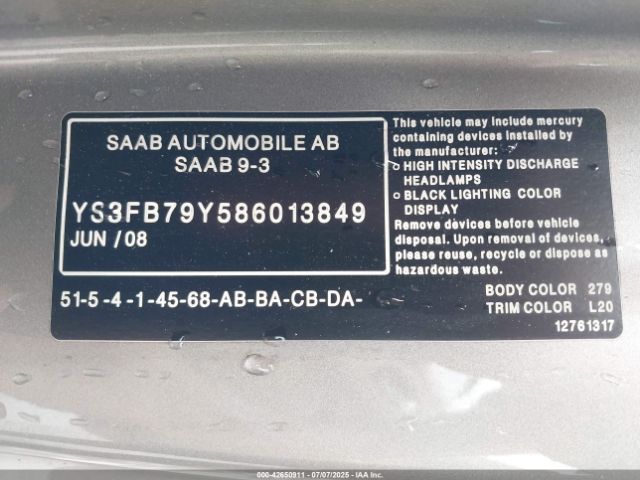 SAAB AUTOMOBILE AB
SAAB 9-3
YS3FB79Y586013849
JUN / 08
51-5 -4 -1-45-68-AB-BA-CB-DA-
This vehicle may include mercury
containing devices installed by
the manufacturer:
o HIGH INTENSITY DISCHARGE
HEADLAMPS
o BLACK LIGHTING COLOR
DISPLAY
Remove devices before vehicle
disposal. Upon removal of devices,
please reuse, recycle or dispose as
hazardous waste.
BODY COLOR 279
TRIM COLOR L20
12761317
000-42650911 - 07/07/2025 - IAAHOLDINGS, LLC.